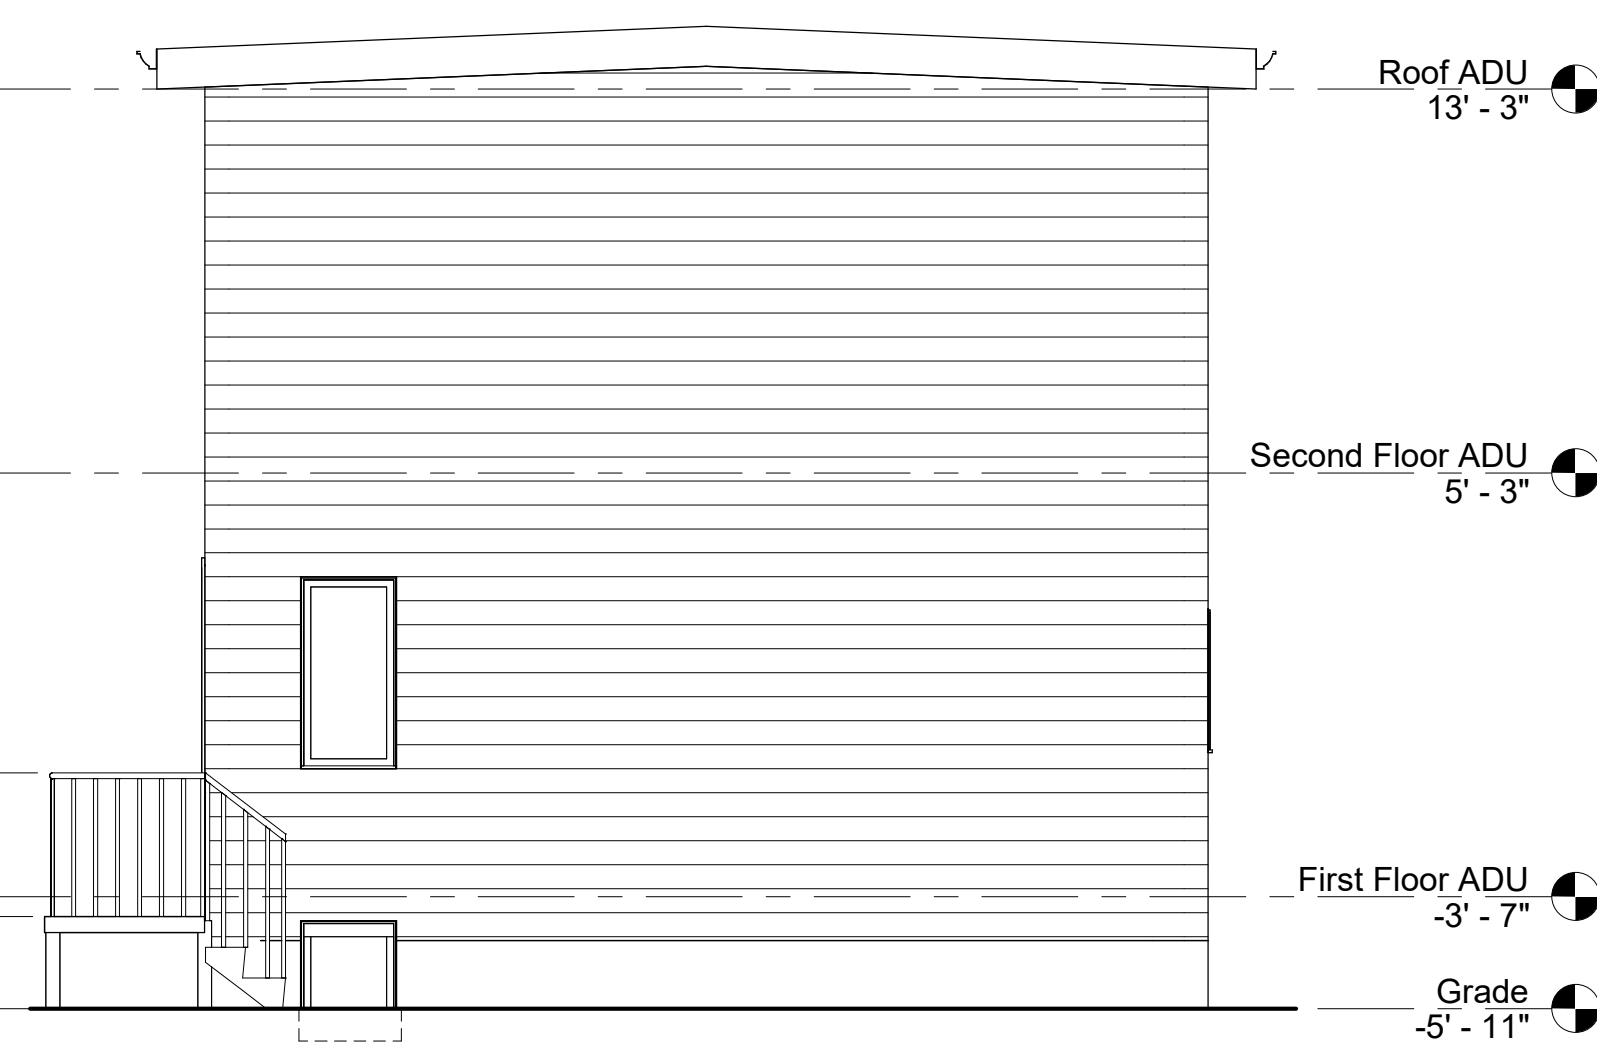 Roof ADU
13' - 3"
Second Floor ADU
5' - 3"
First Floor ADU
-3' - 7"
Grade
-5' - 11"